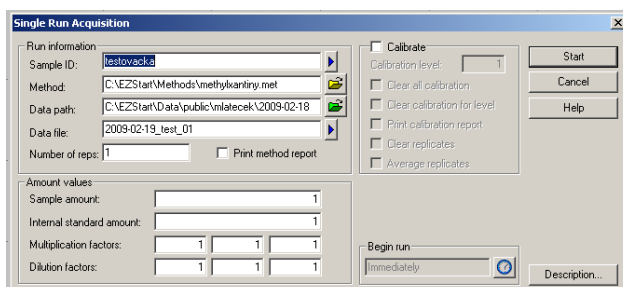 Single Run Acquisition
Run information
Sample ID: testovacka
Method: C:\EZStart\Methods\methylxantiny.met
Data path: C:\EZStart\Data\public\mlatecek\2009-02-18
Data file: 2009-02-19_test_01
Number of reps: 1 Print method report
Amount values
Sample amount: 1
Internal standard amount: 1
Multiplication factors: 1 1 1
Dilution factors: 1 1 1
Calibrate
Calibration level: 1
Clear all calibration
Clear calibration for level
Print calibration report
Clear replicates
Average replicates
Begin run
Immediately
Start
Cancel
Help
Description...